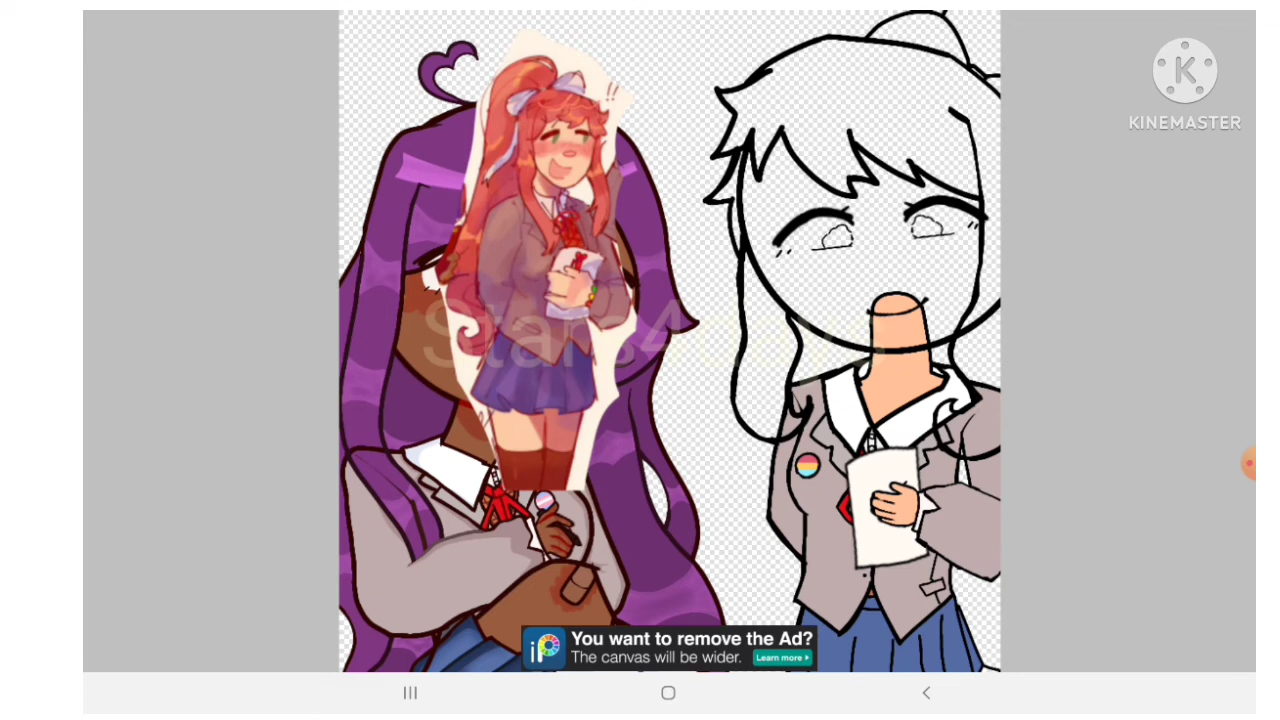 KINEMASTER
You want to remove the Ad?
The canvas will be wider.
Learn more